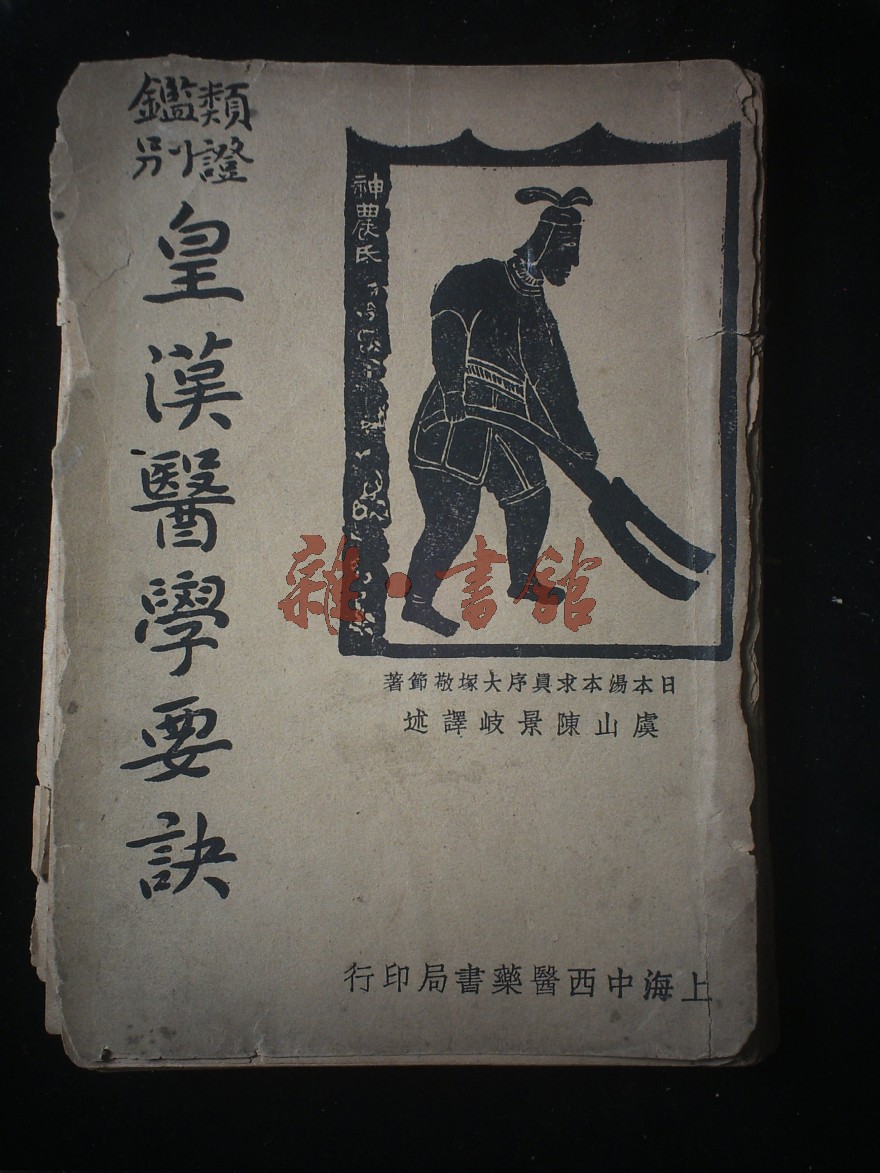 類證
鑑別
皇漢醫學要訣
神農氏
日本湯本求眞序大塚敬節著
虞山陳景岐譯述
上海中西醫藥書局印行
雜·書館